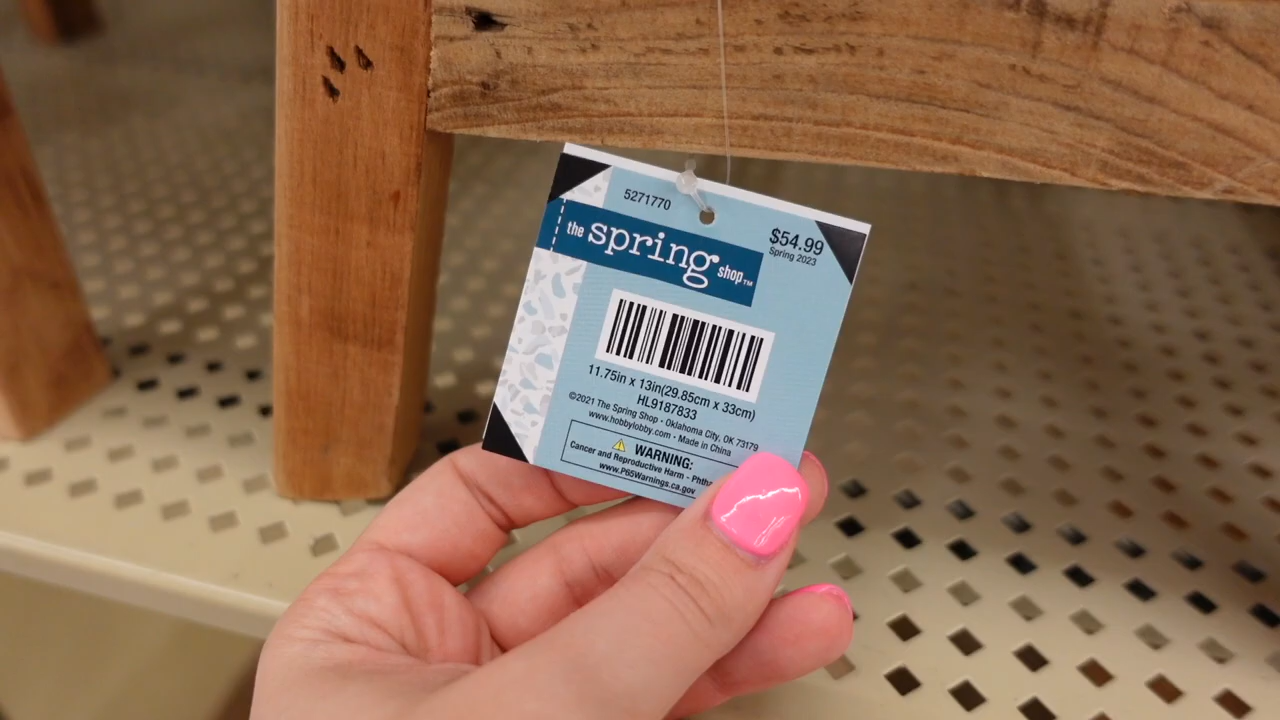 5271770
$54.99
Spring 2023
the spring shop™
11.75in x 13in(29.85cm x 33cm)
HL9187833
©2021 The Spring Shop • Oklahoma City, OK 73179
www.hobbylobby.com • Made in China
WARNING:
Cancer and Reproductive Harm -
www.P65Warnings.ca.gov